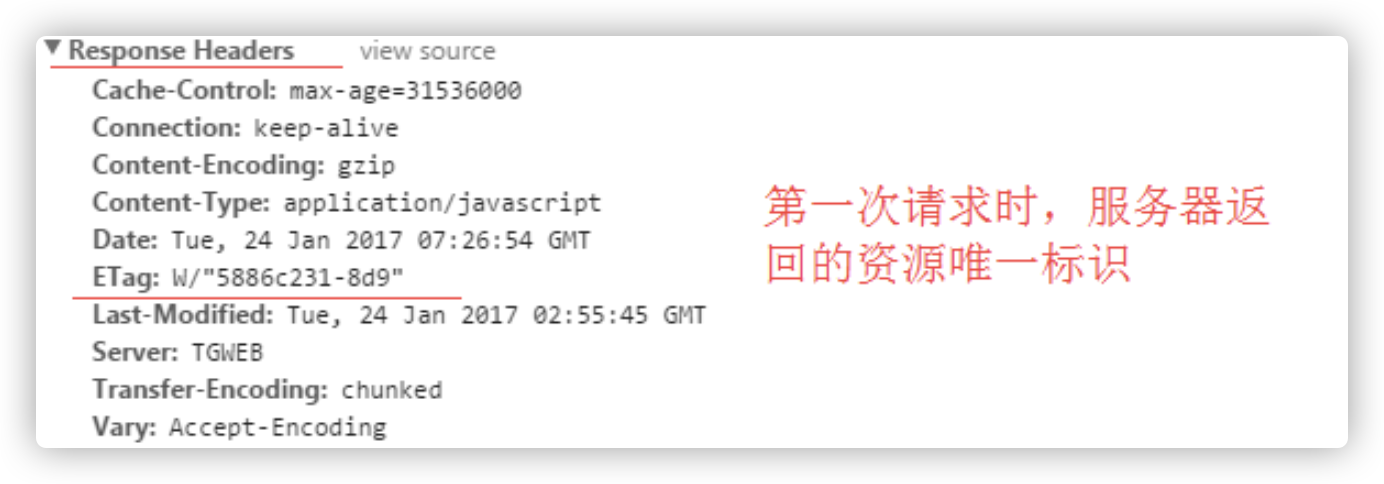 Response Headers view source
Cache-Control: max-age=31536000
Connection: keep-alive
Content-Encoding: gzip
Content-Type: application/javascript
Date: Tue, 24 Jan 2017 07:26:54 GMT
ETag: W/"5886c231-8d9"
Last-Modified: Tue, 24 Jan 2017 02:55:45 GMT
Server: TGWEB
Transfer-Encoding: chunked
Vary: Accept-Encoding
第一次请求时，服务器返
回的资源唯一标识